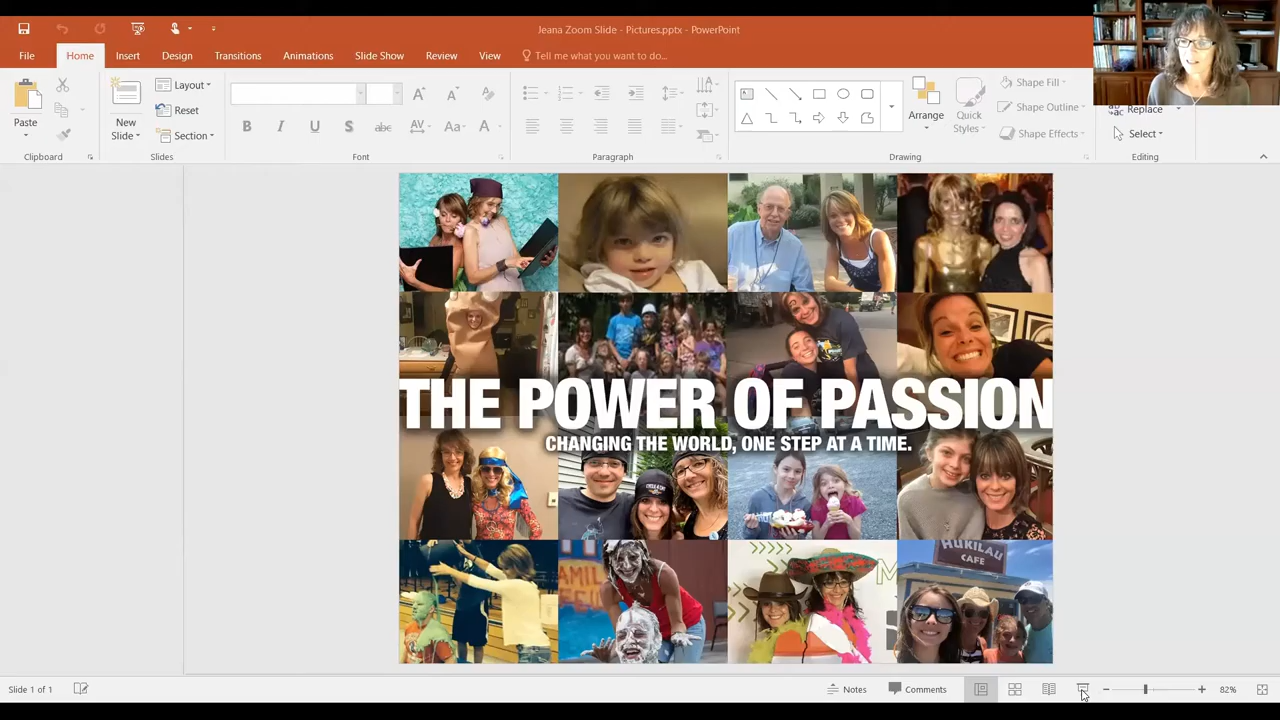 Jeana Zoom Slide - Pictures.pptx - PowerPoint
File Home Insert Design Transitions Animations Slide Show Review View Tell me what you want to do...
Paste
Clipboard
New Slide
Layout
Reset
Section
Slides
B I U S abc AV Aa A
Font
Paragraph
Arrange
Quick Styles
Shape Fill
Shape Outline
Shape Effects
Drawing
Replace
Select
Editing
HUKILAU
CAFE
THE POWER OF PASSION
CHANGING THE WORLD, ONE STEP AT A TIME.
Slide 1 of 1
Notes Comments 82%